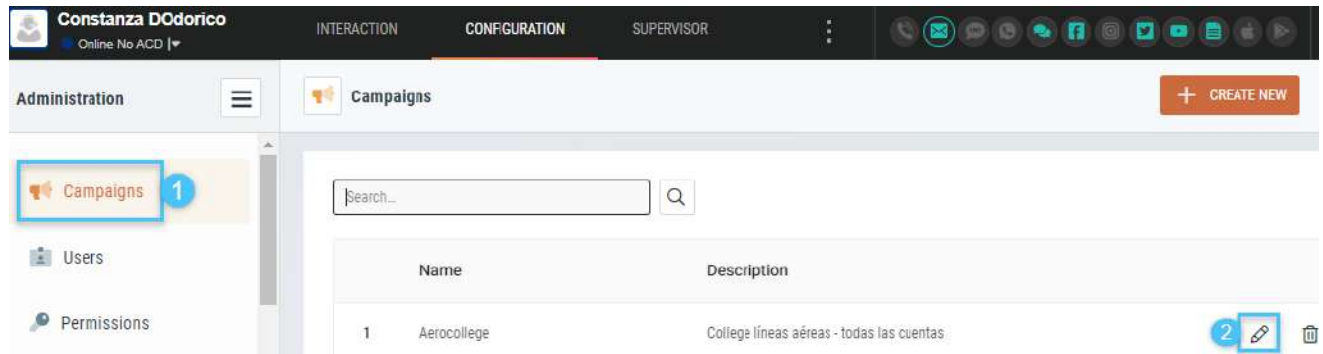 Constanza DOdorico
Online No ACD
INTERACTION
CONFIGURATION
SUPERVISOR
Administration
Campaigns
+ CREATE NEW
Campaigns 1
Search...
Users
Name
Description
Permissions
1
Aerocollege
College líneas aéreas - todas las cuentas
2